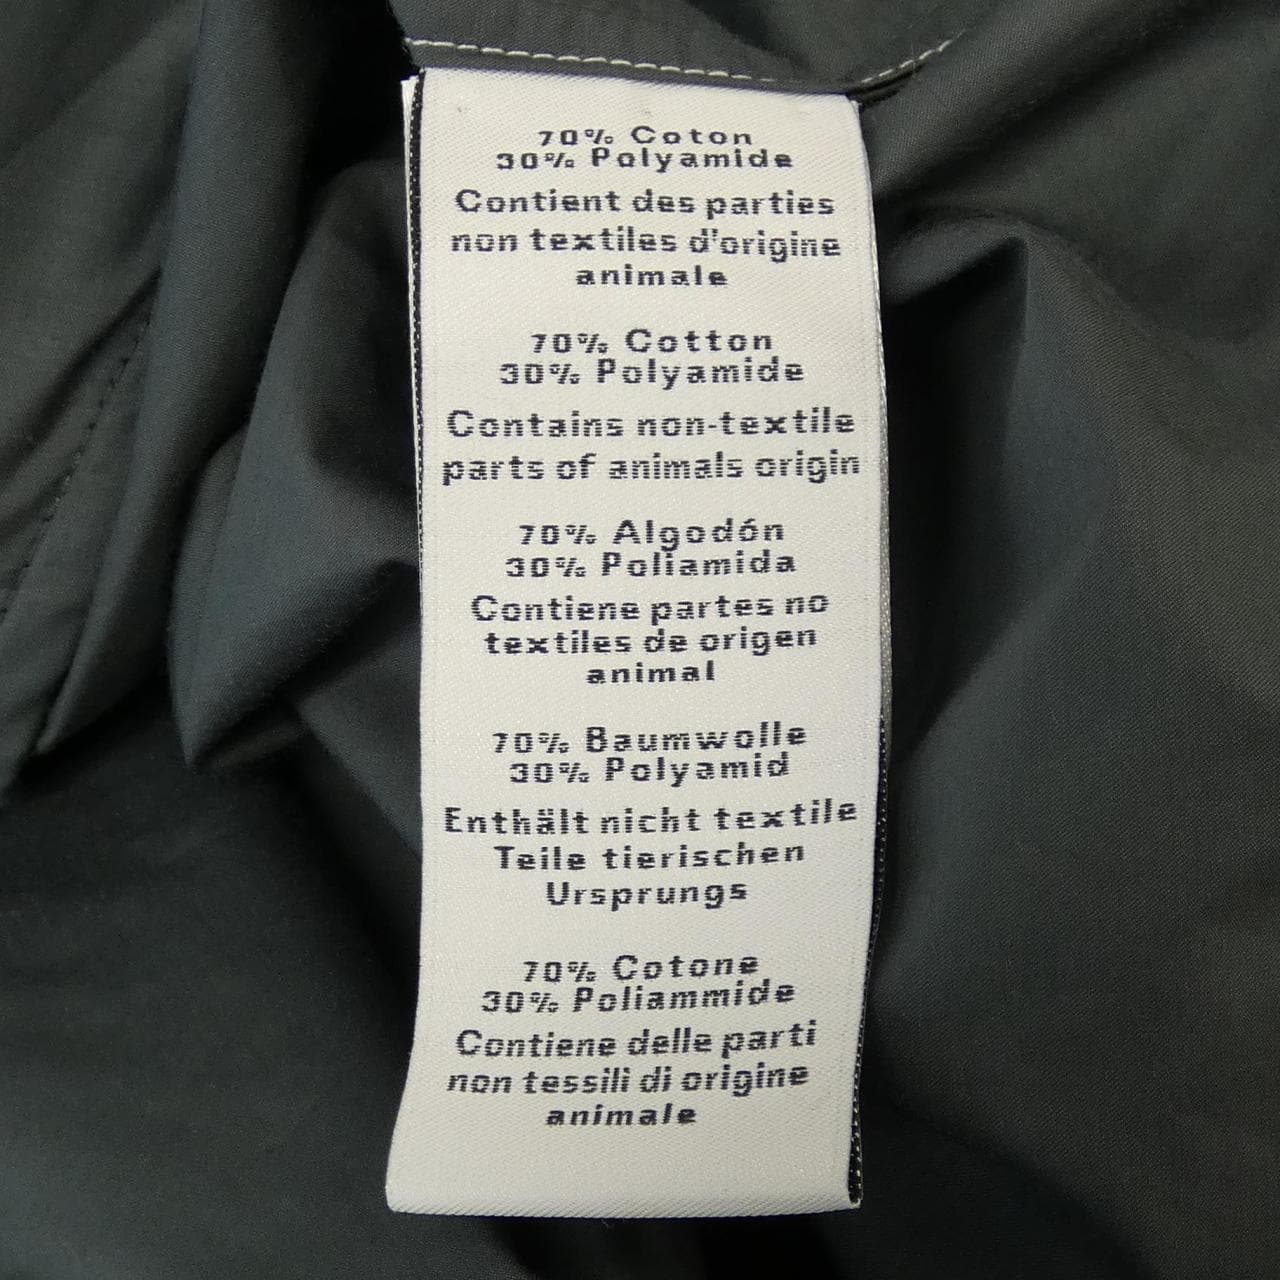 70% Coton
30% Polyamide
Contient des parties
non textiles d'origine
animale
70% Cotton
30% Polyamide
Contains non-textile
parts of animals origin
70% Algodón
30% Poliamida
Contiene partes no
textiles de origen
animal
70% Baumwolle
30% Polyamid
Enthält nicht textile
Teile tierischen
Ursprungs
70% Cotone
30% Poliammide
Contiene delle parti
non tessili di origine
animale